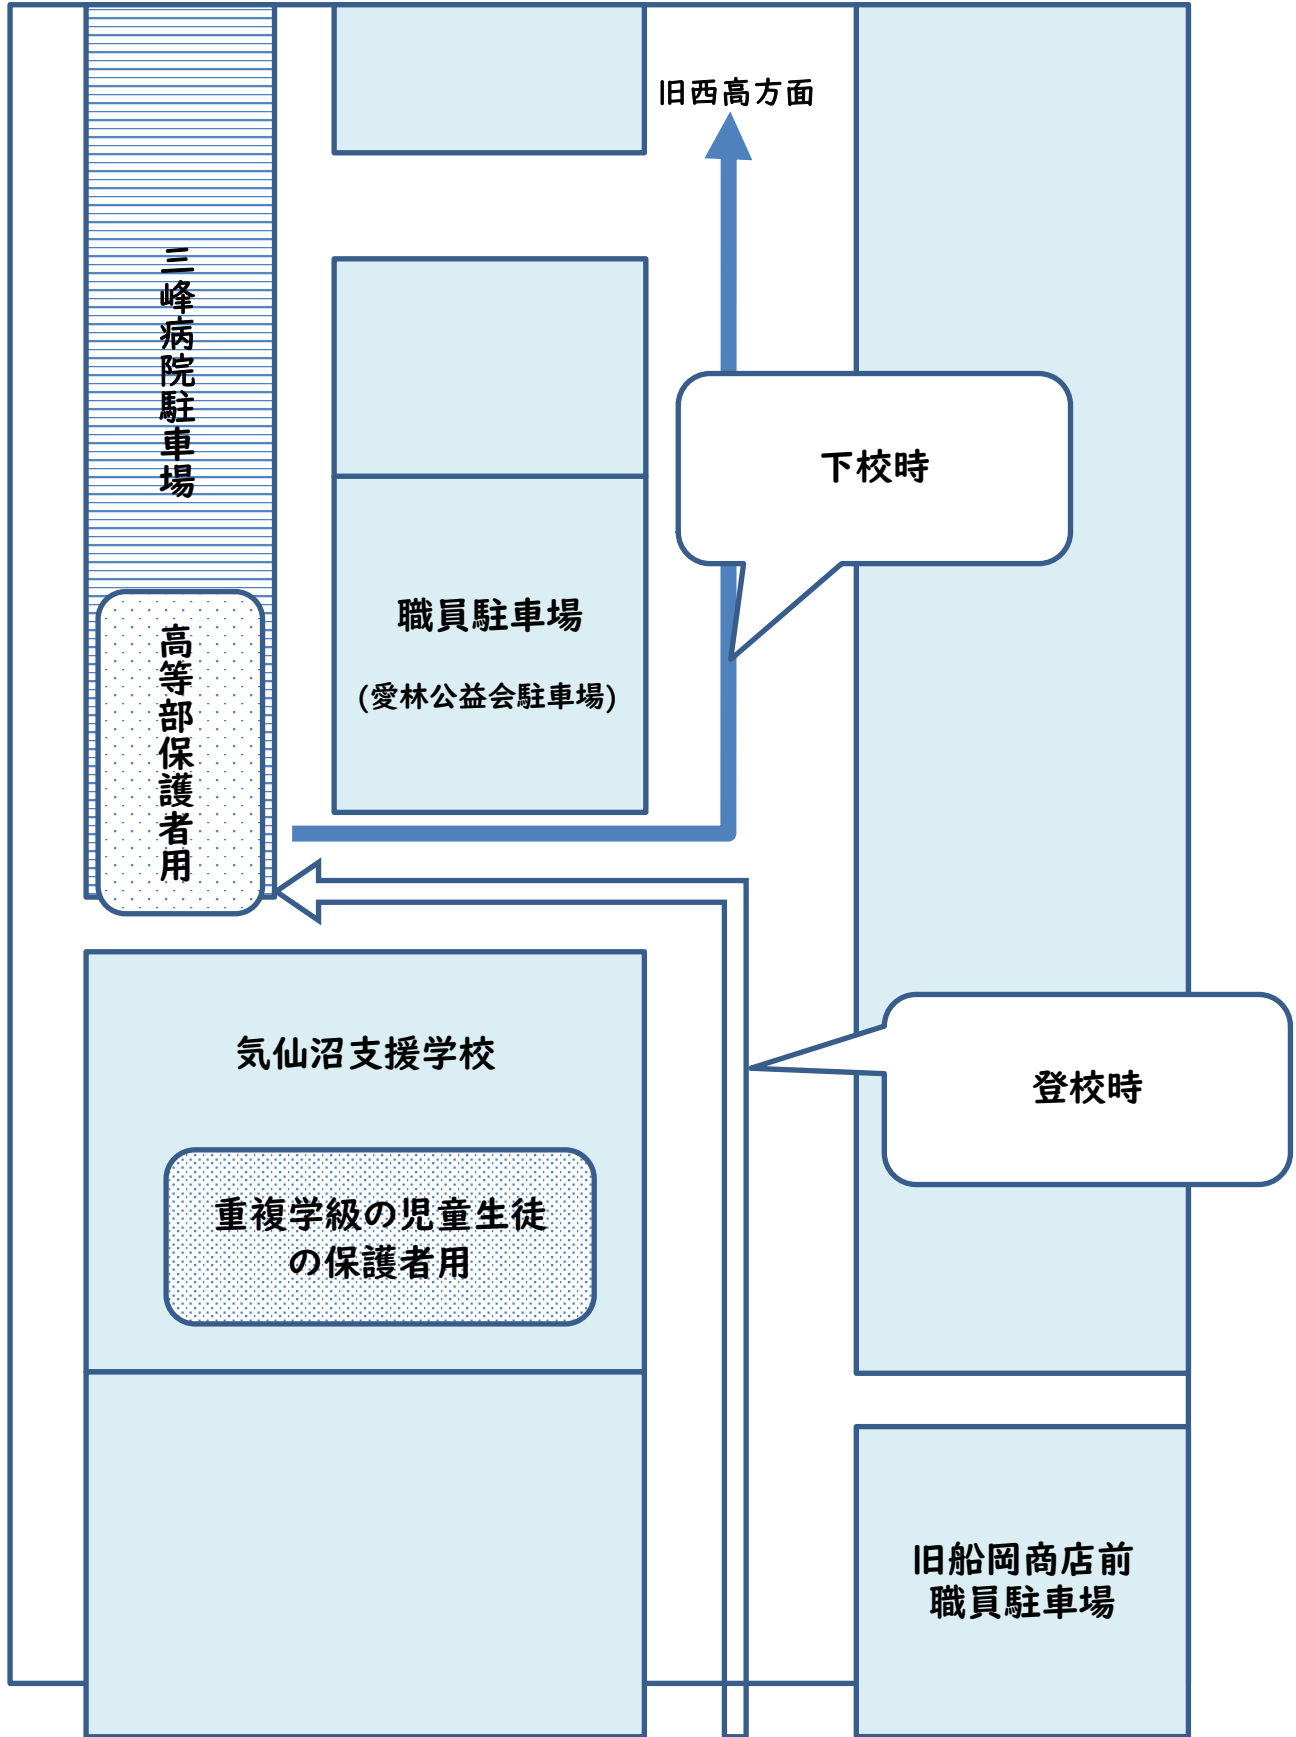 旧西高方面
三峰病院駐車場
下校時
職員駐車場
(愛林公益会駐車場)
高等部保護者用
気仙沼支援学校
登校時
重複学級の児童生徒
の保護者用
旧船岡商店前
職員駐車場